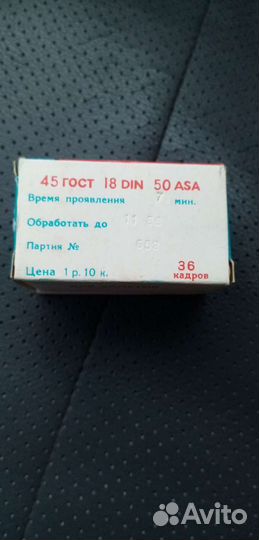 45 ГОСТ 18 DIN 50 ASA
Время проявления 7 мин.
Обработать до
Партия №
Цена 1 р. 10 к. 36 кадров
Avito